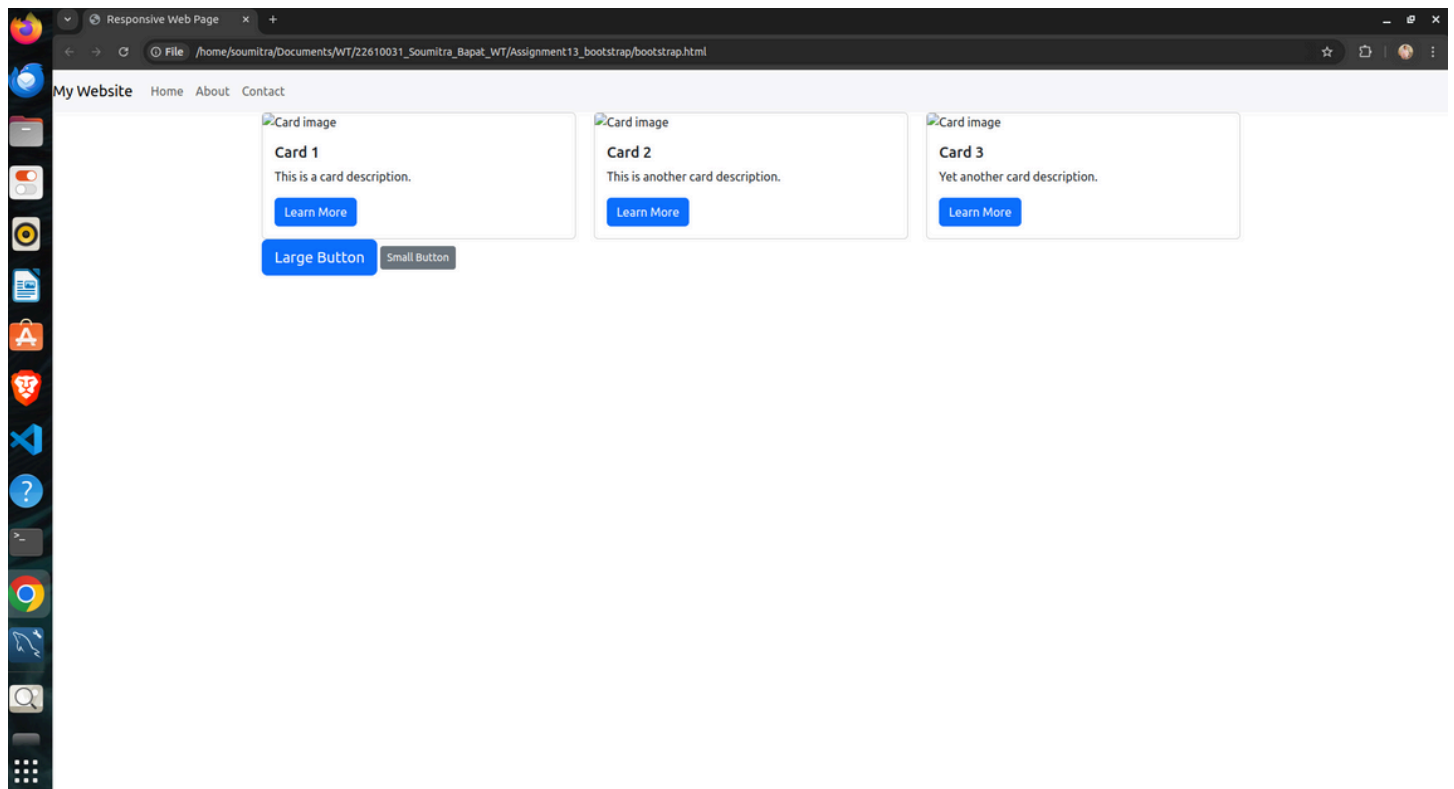 Responsive Web Page
File /home/soumitra/Documents/WT/22610031_Soumitra_Bapat_WT/Assignment13_bootstrap/bootstrap.html
My Website Home About Contact
Card image
Card 1
This is a card description.
Learn More
Card image
Card 2
This is another card description.
Learn More
Card image
Card 3
Yet another card description.
Learn More
Large Button Small Button